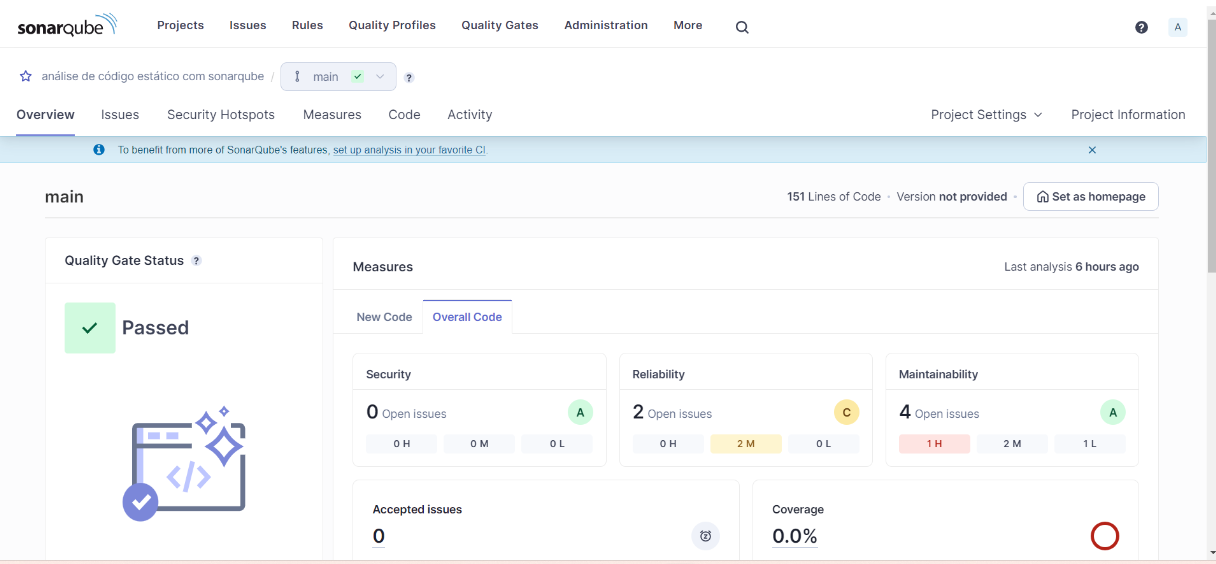 sonarqube Projects Issues Rules Quality Profiles Quality Gates Administration More ? A
análise de código estático com sonarqube / main ?
Overview Issues Security Hotspots Measures Code Activity Project Settings Project Information
To benefit from more of SonarQube's features, set up analysis in your favorite CI.
main 151 Lines of Code • Version not provided • Set as homepage
Quality Gate Status ?
Passed
Measures Last analysis 6 hours ago
New Code Overall Code
Security
0 Open issues A
0 H 0 M 0 L
Reliability
2 Open issues C
0 H 2 M 0 L
Maintainability
4 Open issues A
1 H 2 M 1 L
Accepted issues
0
Coverage
0.0%